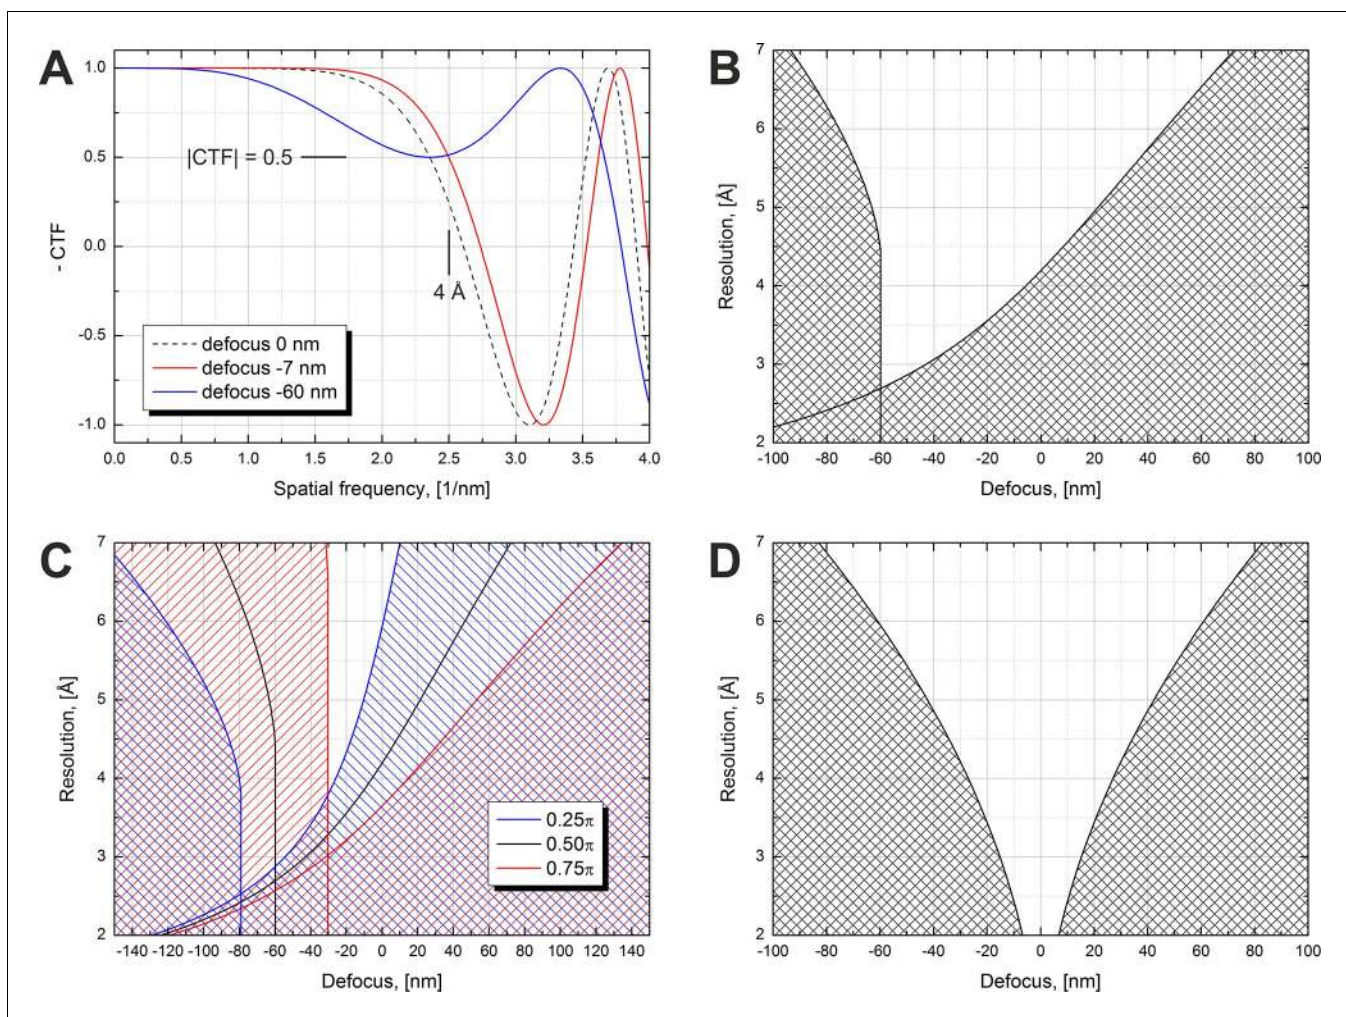 A
1.0
0.5
0.0
-0.5
-1.0
- CTF
|CTF| = 0.5
4 Å
defocus 0 nm
defocus -7 nm
defocus -60 nm
0.0 0.5 1.0 1.5 2.0 2.5 3.0 3.5 4.0
Spatial frequency, [1/nm]
B
7
6
5
4
3
2
Resolution, [Å]
-100 -80 -60 -40 -20 0 20 40 60 80 100
Defocus, [nm]
C
7
6
5
4
3
2
Resolution, [Å]
0.25π
0.50π
0.75π
-140 -120 -100 -80 -60 -40 -20 0 20 40 60 80 100 120 140
Defocus, [nm]
D
7
6
5
4
3
2
Resolution, [Å]
-100 -80 -60 -40 -20 0 20 40 60 80 100
Defocus, [nm]